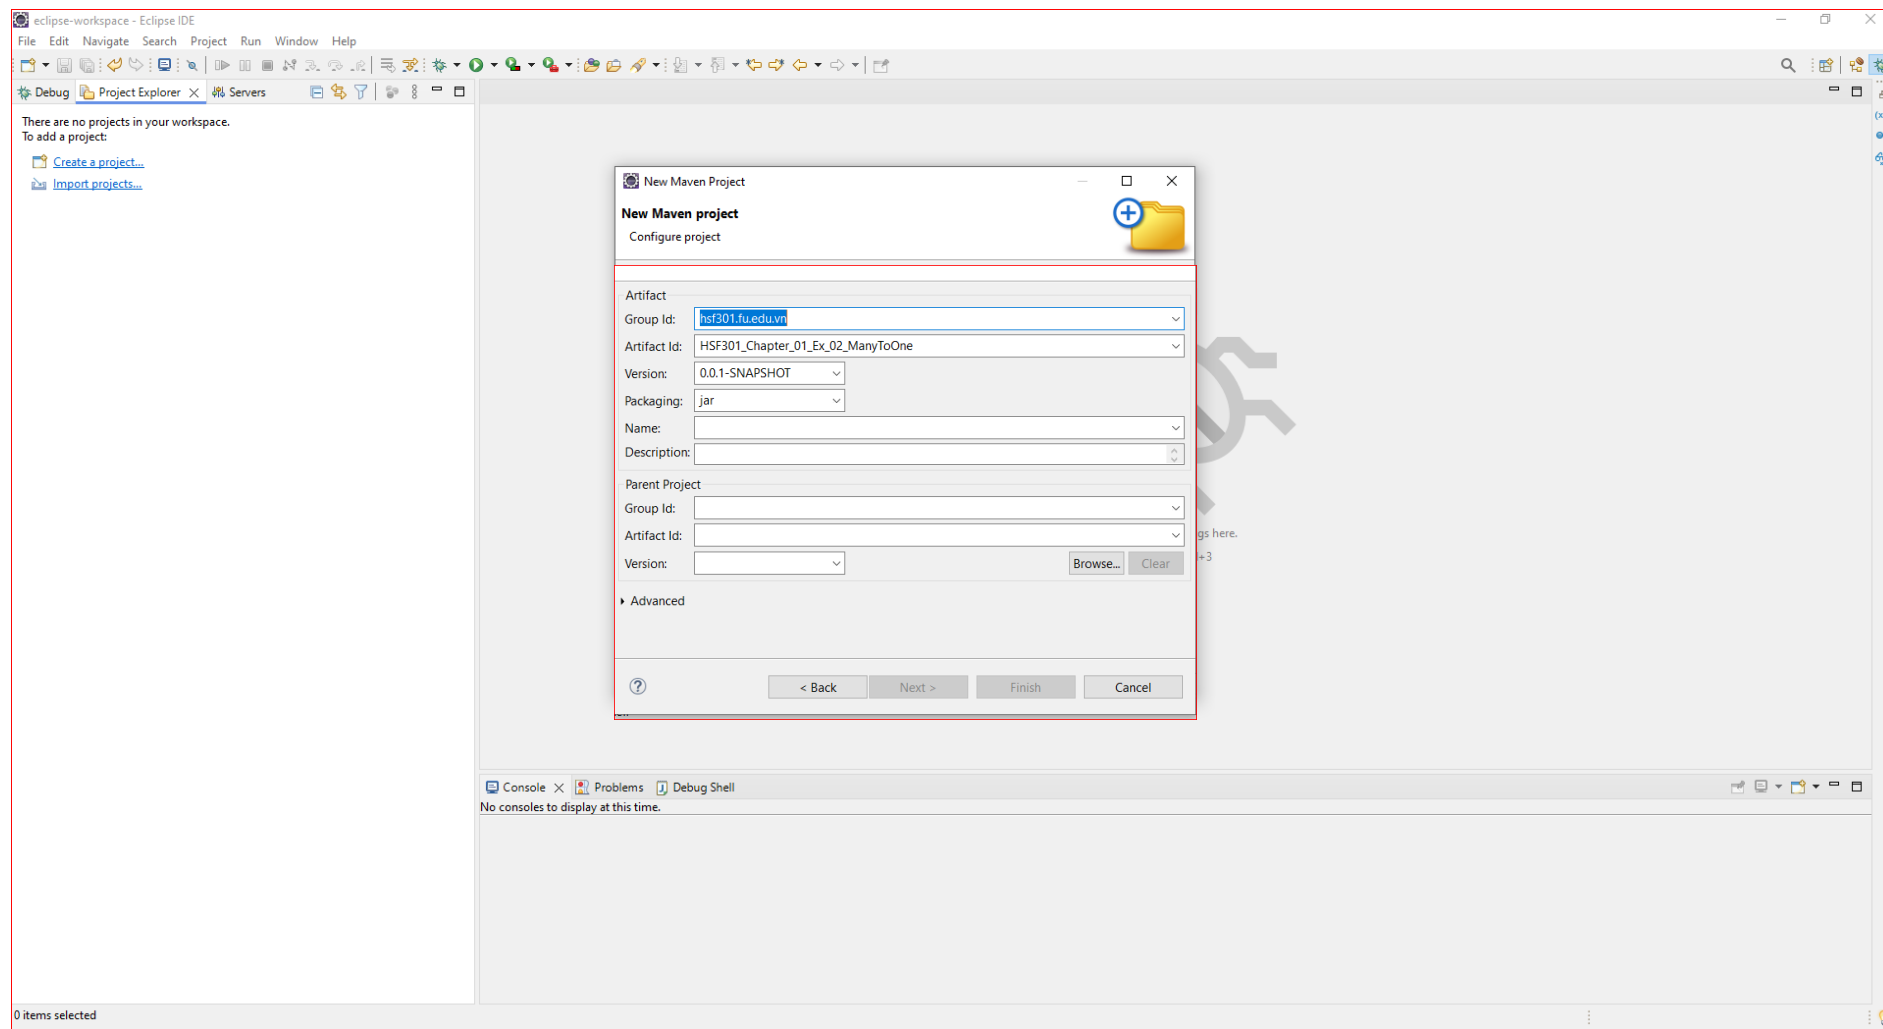 eclipse-workspace - Eclipse IDE
File Edit Navigate Search Project Run Window Help
Debug Project Explorer Servers
There are no projects in your workspace.
To add a project:
Create a project...
Import projects...
New Maven Project
New Maven project
Configure project
Artifact
Group Id: hsf301.fu.edu.vn
Artifact Id: HSF301_Chapter_01_Ex_02_ManyToOne
Version: 0.0.1-SNAPSHOT
Packaging: jar
Name:
Description:
Parent Project
Group Id:
Artifact Id:
Version: Browse... Clear
Advanced
< Back Next > Finish Cancel
gs here.
+3
Console Problems Debug Shell
No consoles to display at this time.
0 items selected